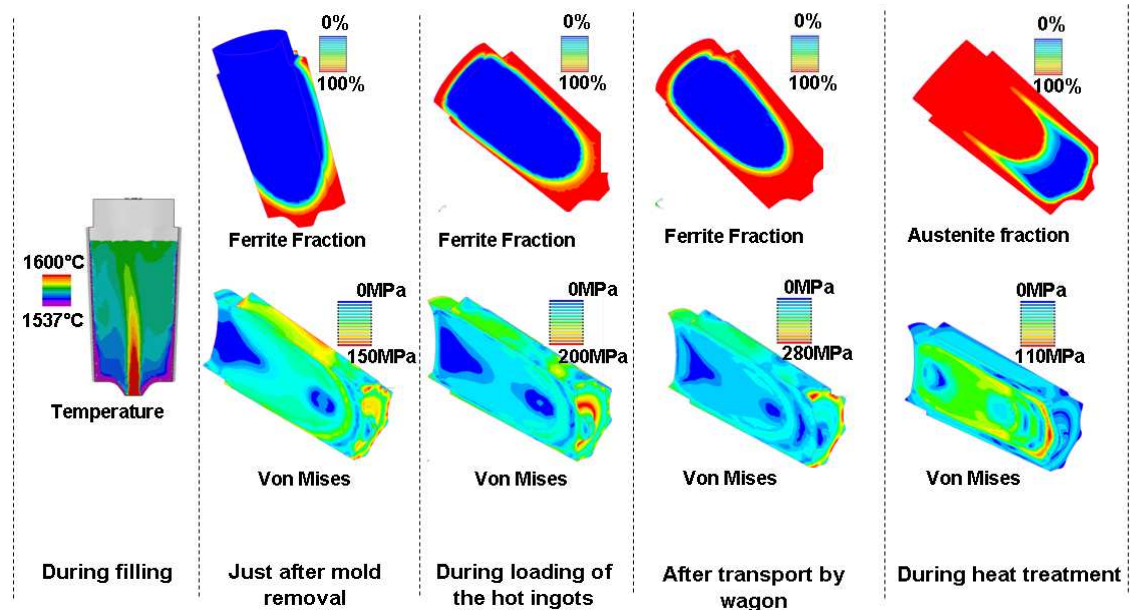 1600°C
1537°C
Temperature
During filling
0%
100%
Ferrite Fraction
0MPa
150MPa
Von Mises
Just after mold
removal
0%
100%
Ferrite Fraction
0MPa
200MPa
Von Mises
During loading of
the hot ingots
0%
100%
Ferrite Fraction
0MPa
280MPa
Von Mises
After transport by
wagon
0%
100%
Austenite fraction
0MPa
110MPa
Von Mises
During heat treatment